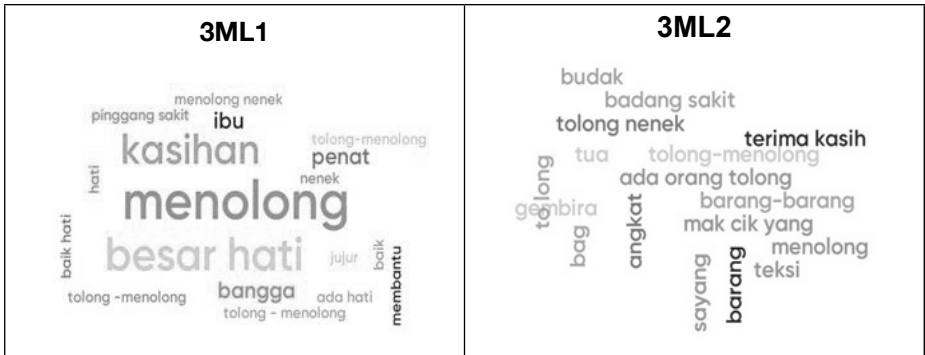 3ML1
menolong nenek
pinggang sakit
ibu
tolong-menolong
kasihan
penat
nenek
hati
menolong
baik hati
besar hati
jujur
baik
membantu
bangga
tolong -menolong
ada hati
tolong - menolong
3ML2
budak
badang sakit
tolong nenek
terima kasih
tua
tolong-menolong
to long
ada orang tolong
gembira
barang-barang
bag
angkat
mak cik yang
menolong
sayang
barang
teksi